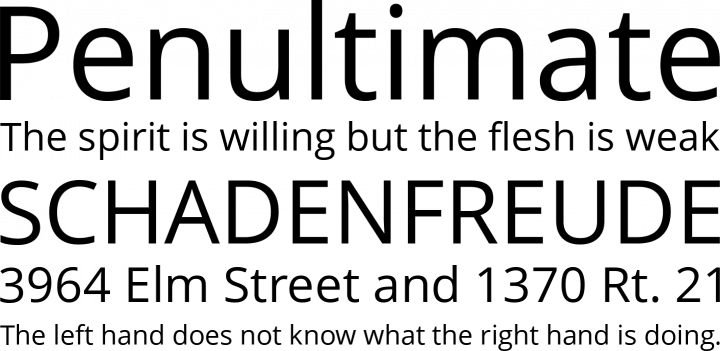 Penultimate
The spirit is willing but the flesh is weak
SCHADENFREUDE
3964 Elm Street and 1370 Rt. 21
The left hand does not know what the right hand is doing.